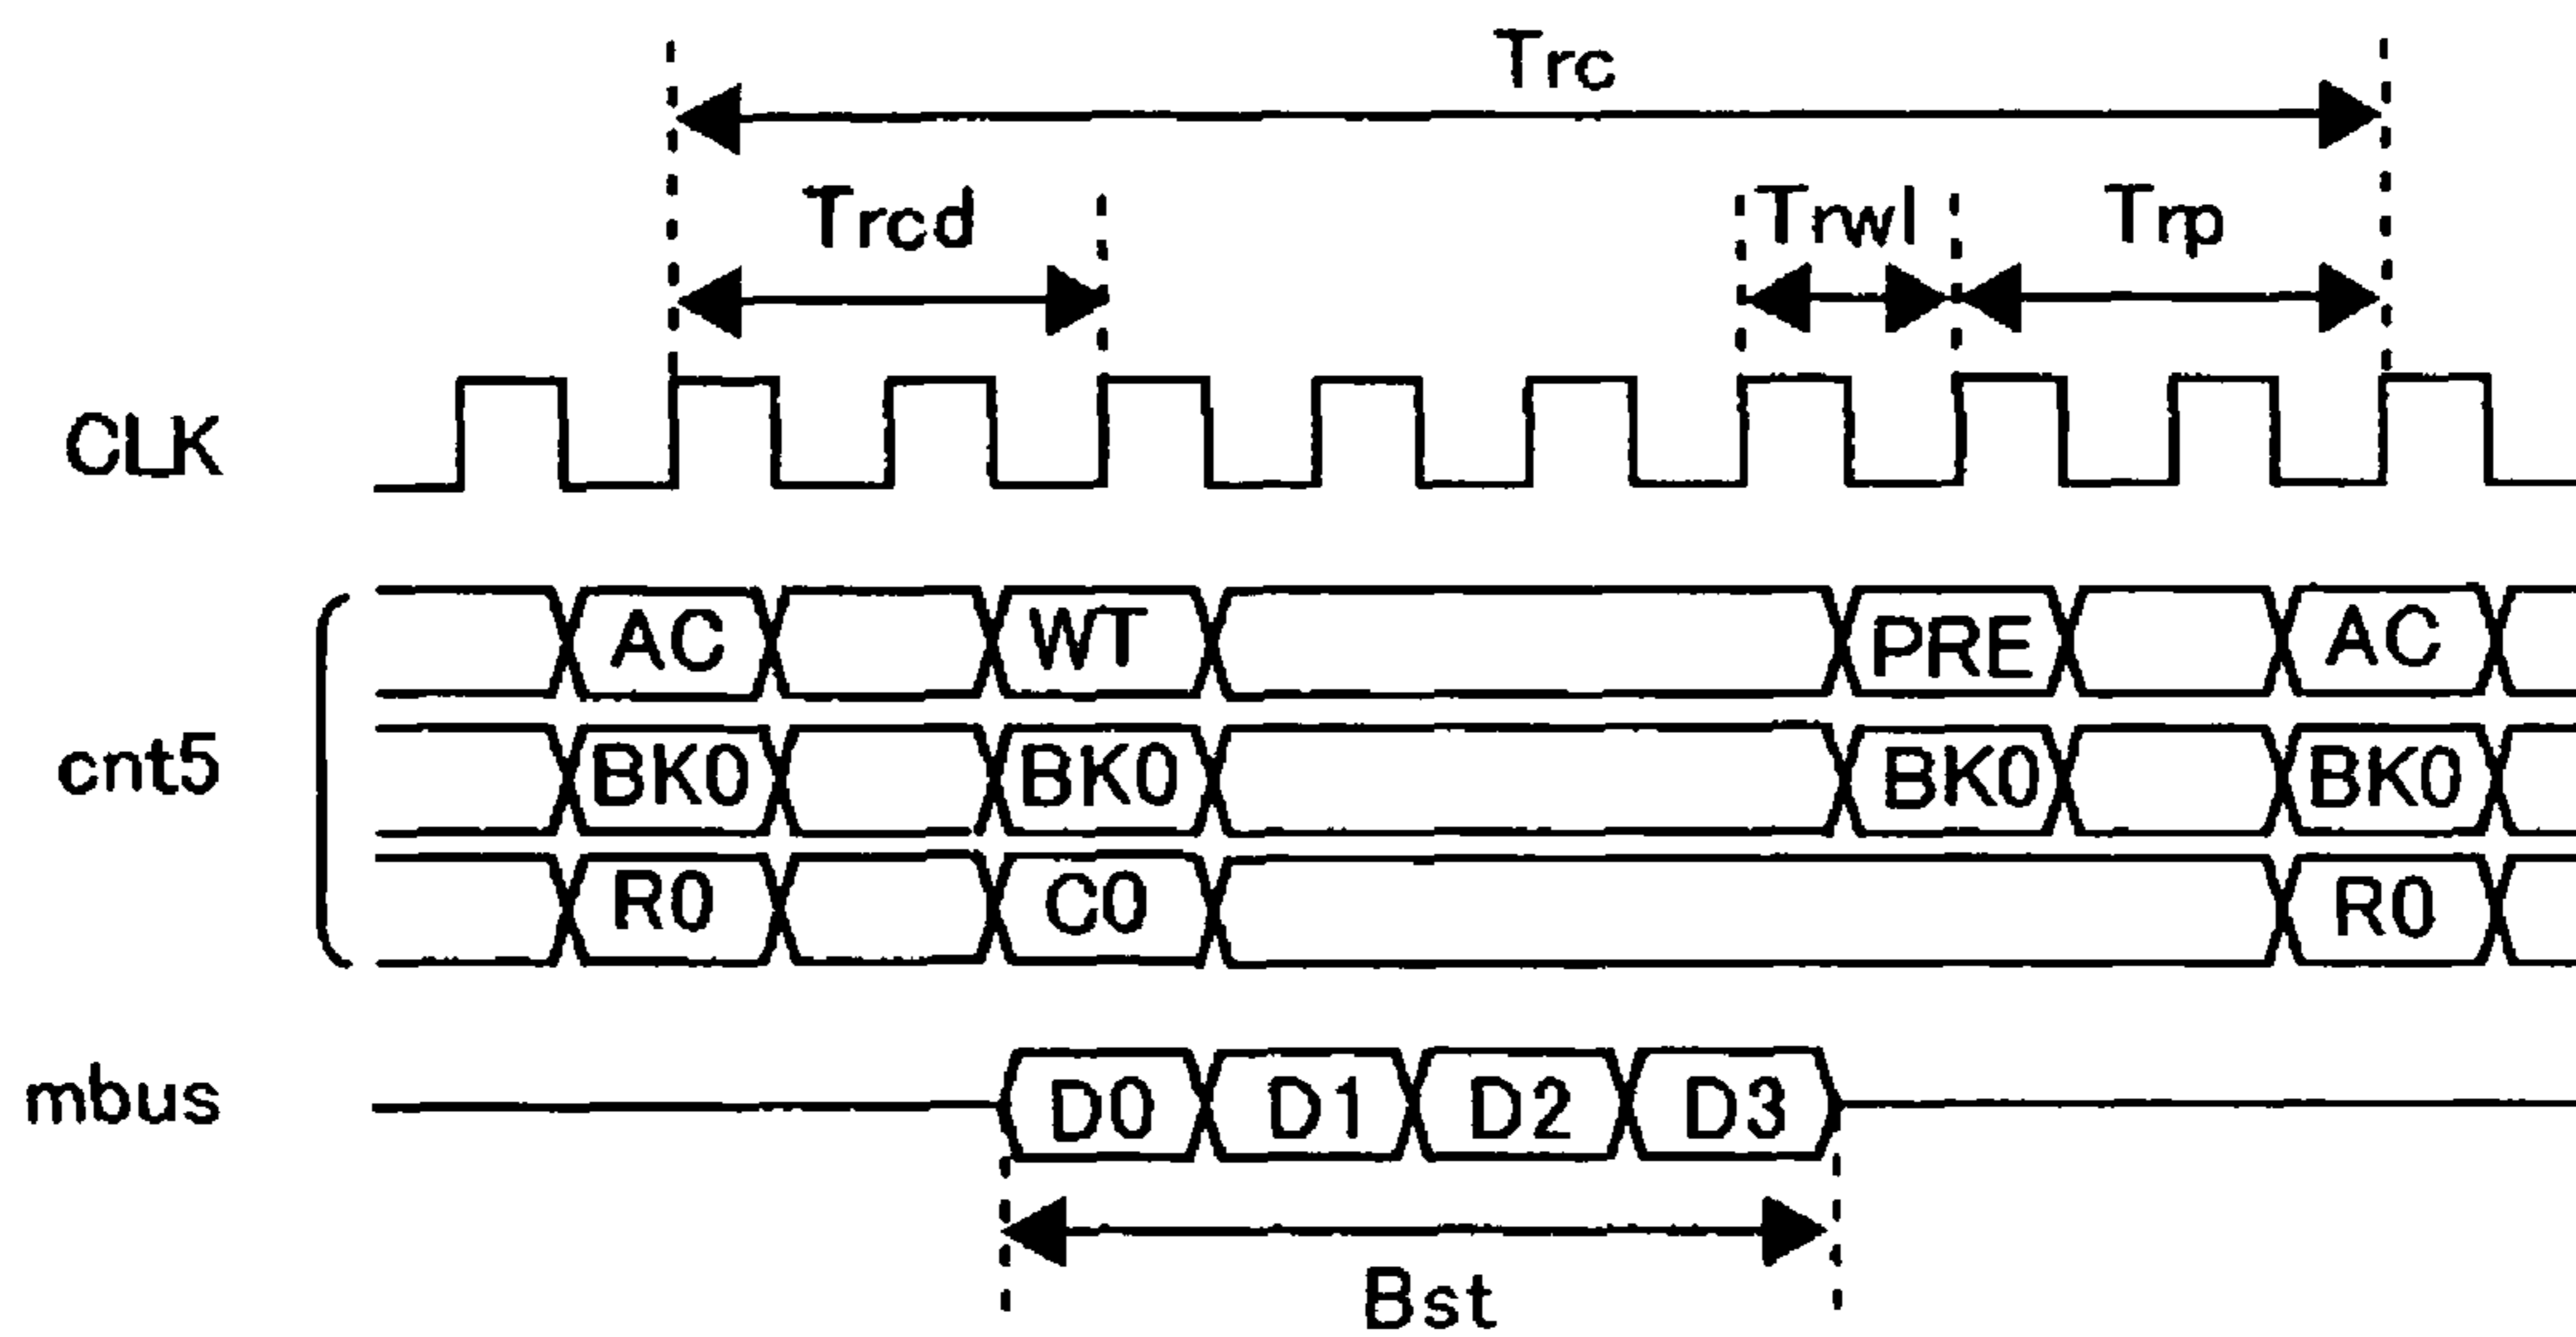 Trc
Trcd Trwl Trp
CLK
AC WT PRE AC
cnt5 BK0 BK0 BK0 BK0
R0 C0 R0
mbus D0 D1 D2 D3
Bst